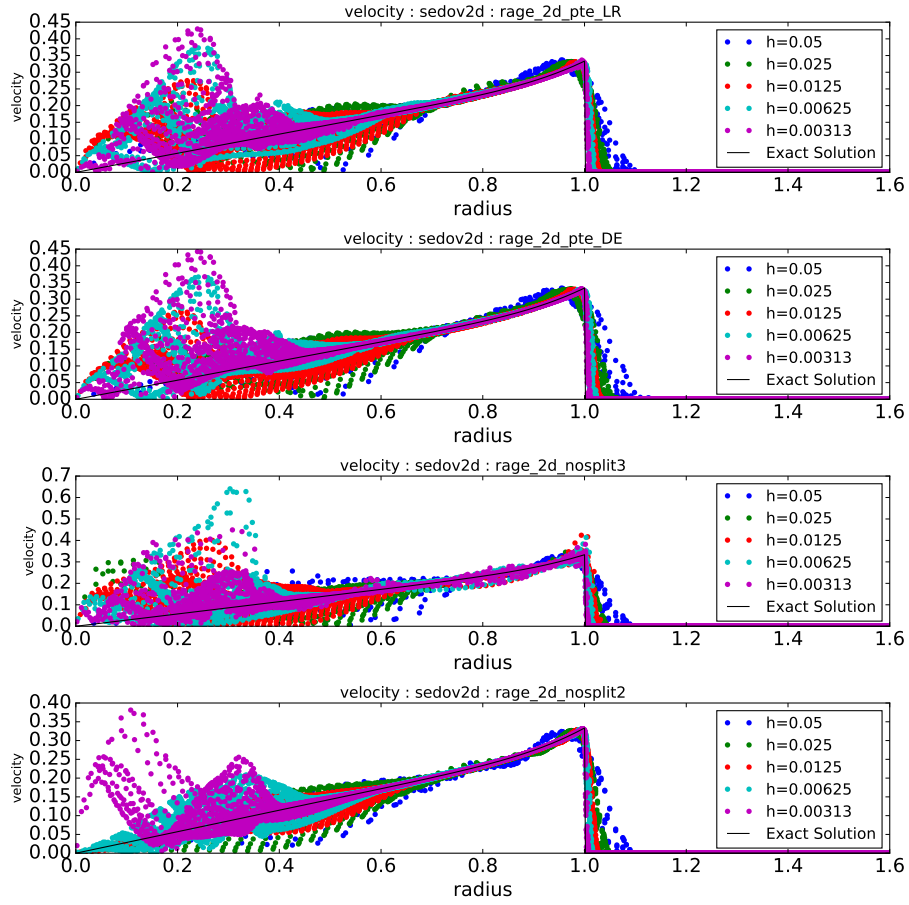 velocity : sedov2d : rage_2d_pte_LR
0.45
0.40
0.35
0.30
0.25
0.20
0.15
0.10
0.05
0.00
velocity
0.0 0.2 0.4 0.6 0.8 1.0 1.2 1.4 1.6
radius
h=0.05
h=0.025
h=0.0125
h=0.00625
h=0.00313
Exact Solution
velocity : sedov2d : rage_2d_pte_DE
0.45
0.40
0.35
0.30
0.25
0.20
0.15
0.10
0.05
0.00
velocity
0.0 0.2 0.4 0.6 0.8 1.0 1.2 1.4 1.6
radius
h=0.05
h=0.025
h=0.0125
h=0.00625
h=0.00313
Exact Solution
velocity : sedov2d : rage_2d_nosplit3
0.7
0.6
0.5
0.4
0.3
0.2
0.1
0.0
velocity
0.0 0.2 0.4 0.6 0.8 1.0 1.2 1.4 1.6
radius
h=0.05
h=0.025
h=0.0125
h=0.00625
h=0.00313
Exact Solution
velocity : sedov2d : rage_2d_nosplit2
0.40
0.35
0.30
0.25
0.20
0.15
0.10
0.05
0.00
velocity
0.0 0.2 0.4 0.6 0.8 1.0 1.2 1.4 1.6
radius
h=0.05
h=0.025
h=0.0125
h=0.00625
h=0.00313
Exact Solution